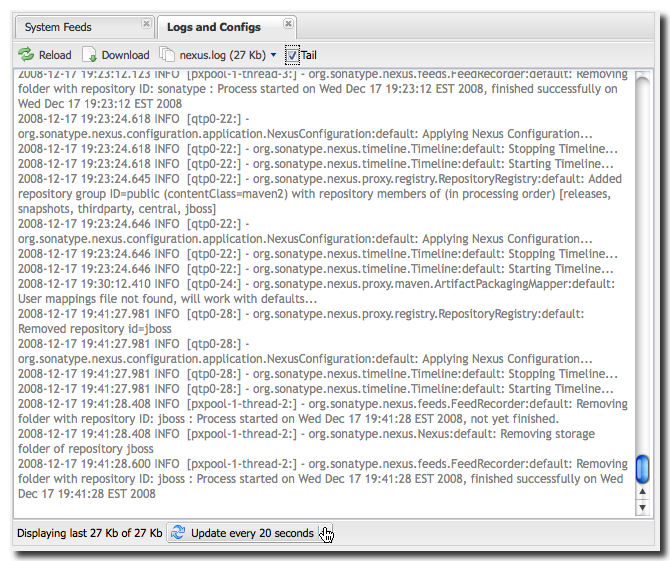 System Feeds
Logs and Configs
Reload Download nexus.log (27 Kb) Tail
2008-12-17 19:23:12.123 INFO [pxpool-1-thread-3:] - org.sonatype.nexus.feeds.FeedRecorder:default: Removing
folder with repository ID: sonatype : Process started on Wed Dec 17 19:23:12 EST 2008, finished successfully on
Wed Dec 17 19:23:12 EST 2008
2008-12-17 19:23:24.618 INFO [qtp0-22:] -
org.sonatype.nexus.configuration.application.NexusConfiguration:default: Applying Nexus Configuration...
2008-12-17 19:23:24.618 INFO [qtp0-22:] - org.sonatype.nexus.timeline.Timeline:default: Stopping Timeline...
2008-12-17 19:23:24.618 INFO [qtp0-22:] - org.sonatype.nexus.timeline.Timeline:default: Starting Timeline...
2008-12-17 19:23:24.645 INFO [qtp0-22:] - org.sonatype.nexus.proxy.registry.RepositoryRegistry:default: Added
repository group ID=public (contentClass=maven2) with repository members of (in processing order) [releases,
snapshots, thirdparty, central, jboss]
2008-12-17 19:23:24.646 INFO [qtp0-22:] -
org.sonatype.nexus.configuration.application.NexusConfiguration:default: Applying Nexus Configuration...
2008-12-17 19:23:24.646 INFO [qtp0-22:] - org.sonatype.nexus.timeline.Timeline:default: Stopping Timeline...
2008-12-17 19:23:24.646 INFO [qtp0-22:] - org.sonatype.nexus.timeline.Timeline:default: Starting Timeline...
2008-12-17 19:30:12.410 INFO [qtp0-24:] - org.sonatype.nexus.proxy.maven.ArtifactPackagingMapper:default:
User mappings file not found, will work with defaults...
2008-12-17 19:41:27.981 INFO [qtp0-28:] - org.sonatype.nexus.proxy.registry.RepositoryRegistry:default:
Removed repository id=jboss
2008-12-17 19:41:27.981 INFO [qtp0-28:] -
org.sonatype.nexus.configuration.application.NexusConfiguration:default: Applying Nexus Configuration...
2008-12-17 19:41:27.981 INFO [qtp0-28:] - org.sonatype.nexus.timeline.Timeline:default: Stopping Timeline...
2008-12-17 19:41:27.981 INFO [qtp0-28:] - org.sonatype.nexus.timeline.Timeline:default: Starting Timeline...
2008-12-17 19:41:28.408 INFO [pxpool-1-thread-2:] - org.sonatype.nexus.feeds.FeedRecorder:default: Removing
folder with repository ID: jboss : Process started on Wed Dec 17 19:41:28 EST 2008, not yet finished.
2008-12-17 19:41:28.408 INFO [pxpool-1-thread-2:] - org.sonatype.nexus.Nexus:default: Removing storage
folder of repository jboss
2008-12-17 19:41:28.600 INFO [pxpool-1-thread-2:] - org.sonatype.nexus.feeds.FeedRecorder:default: Removing
folder with repository ID: jboss : Process started on Wed Dec 17 19:41:28 EST 2008, finished successfully on Wed
Dec 17 19:41:28 EST 2008
Displaying last 27 Kb of 27 Kb Update every 20 seconds